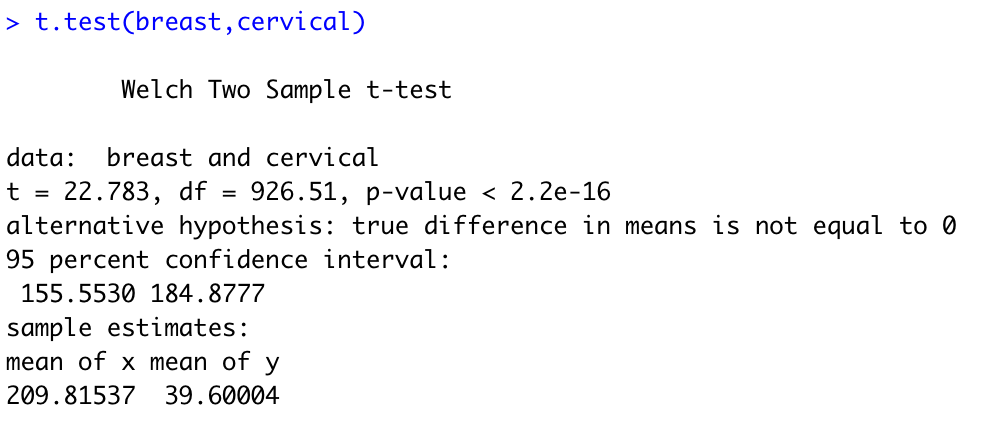 > t.test(breast,cervical)
Welch Two Sample t-test
data:  breast and cervical
t = 22.783, df = 926.51, p-value < 2.2e-16
alternative hypothesis: true difference in means is not equal to 0
95 percent confidence interval:
 155.5530 184.8777
sample estimates:
mean of x mean of y
209.81537  39.60004